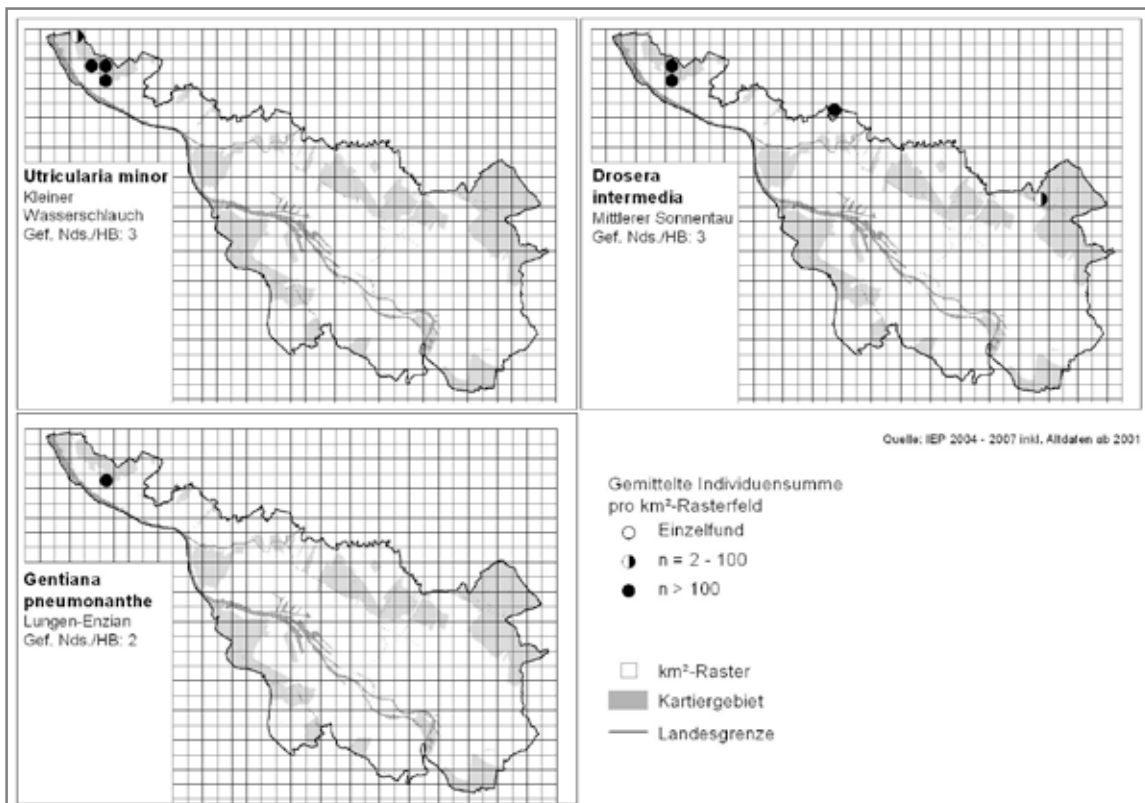 Utricularia minor
Kleiner
Wasserschlauch
Gef. Nds./HB: 3
Drosera
intermedia
Mittlerer Sonnentau
Gef. Nds./HB: 3
Gentiana
pneumonanthe
Lungen-Enzian
Gef. Nds./HB: 2
Quelle: IEP 2004 - 2007 inkl. Altdaten ab 2001
Gemittelte Individuensumme
pro km²-Rasterfeld
Einzelfund
n = 2 - 100
n > 100
km²-Raster
Kartiergebiet
Landesgrenze